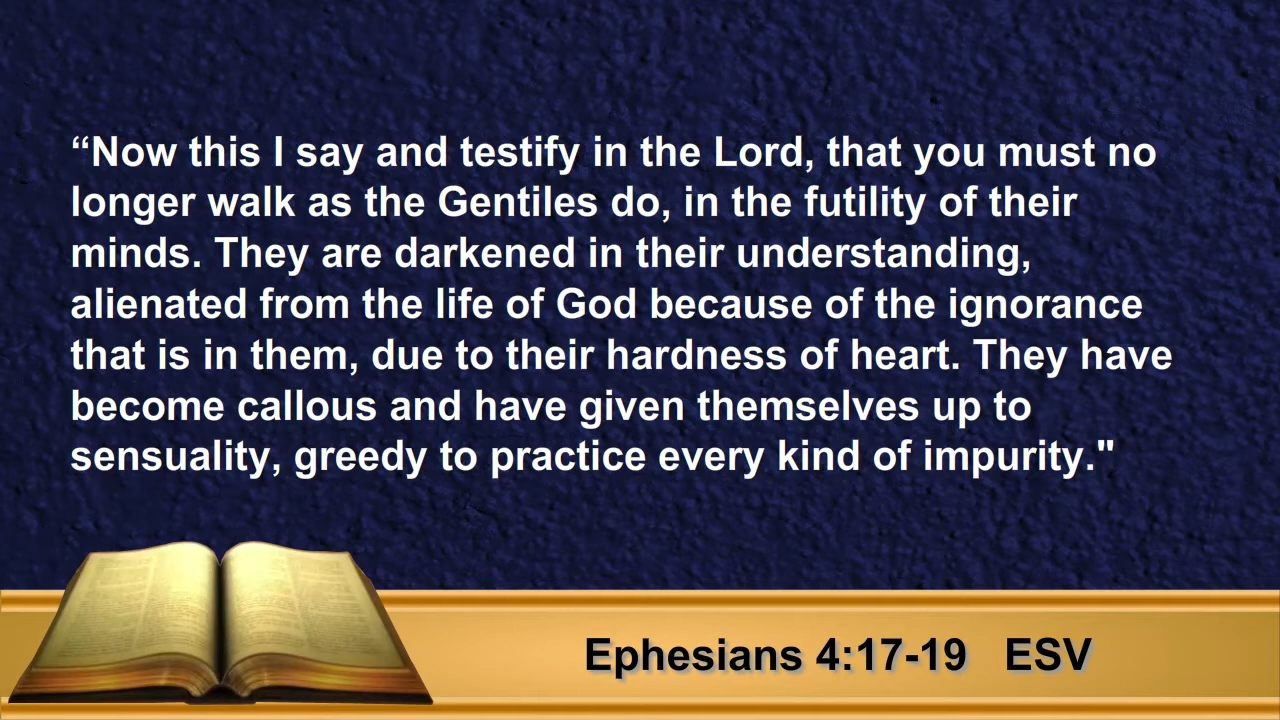 “Now this I say and testify in the Lord, that you must no
longer walk as the Gentiles do, in the futility of their
minds. They are darkened in their understanding,
alienated from the life of God because of the ignorance
that is in them, due to their hardness of heart. They have
become callous and have given themselves up to
sensuality, greedy to practice every kind of impurity."
Ephesians 4:17-19 ESV